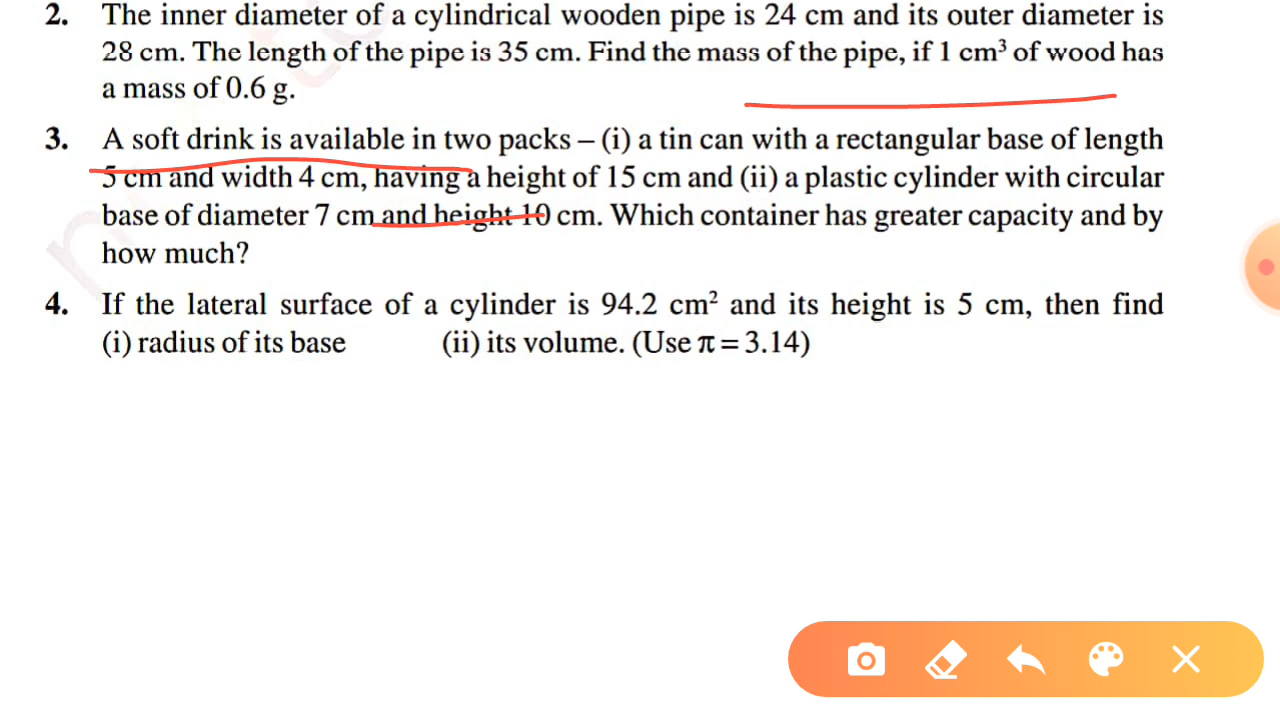 2. The inner diameter of a cylindrical wooden pipe is 24 cm and its outer diameter is
28 cm. The length of the pipe is 35 cm. Find the mass of the pipe, if 1 cm³ of wood has
a mass of 0.6 g.
3. A soft drink is available in two packs – (i) a tin can with a rectangular base of length
5 cm and width 4 cm, having a height of 15 cm and (ii) a plastic cylinder with circular
base of diameter 7 cm and height 10 cm. Which container has greater capacity and by
how much?
4. If the lateral surface of a cylinder is 94.2 cm² and its height is 5 cm, then find
(i) radius of its base (ii) its volume. (Use π = 3.14)